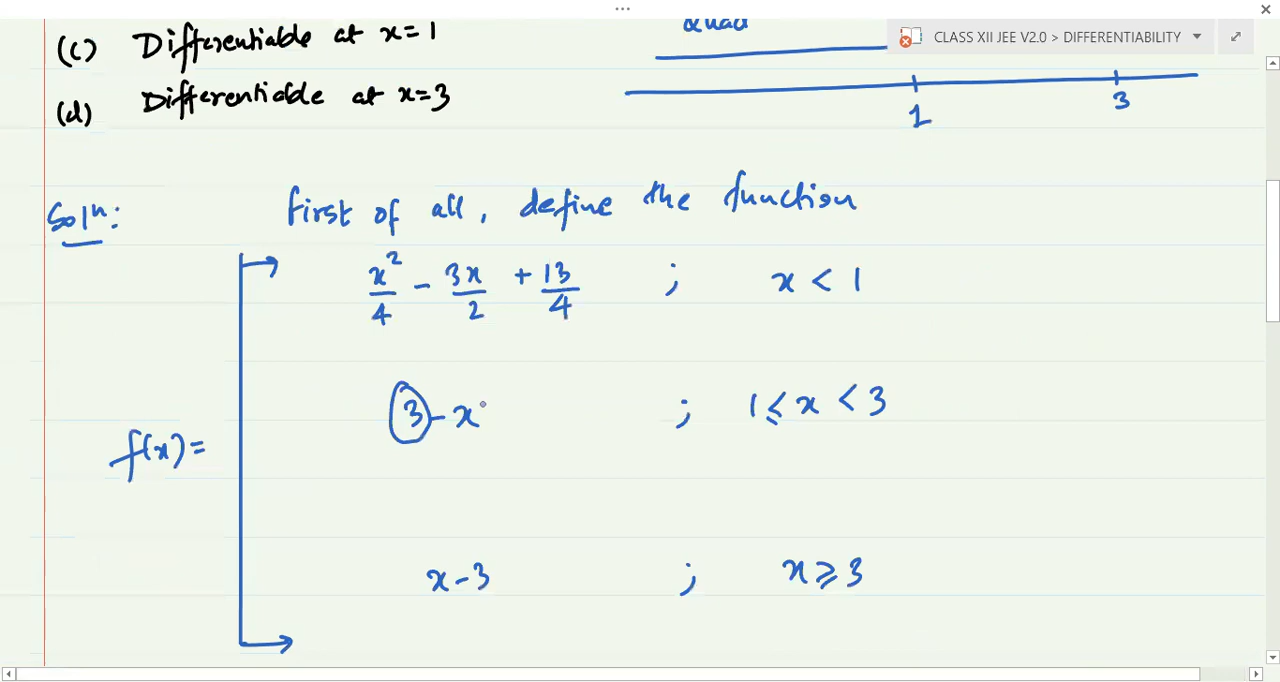 ...
(c) Differentiable at x=1
Quad
CLASS XII JEE V2.0 > DIFFERENTIABILITY
(d) Differentiable at x=3
1 3
Solⁿ: first of all, define the function
x²/4 - 3x/2 + 13/4 ; x < 1
3-x ; 1 ⩽ x < 3
f(x)=
x-3 ; x ⩾ 3